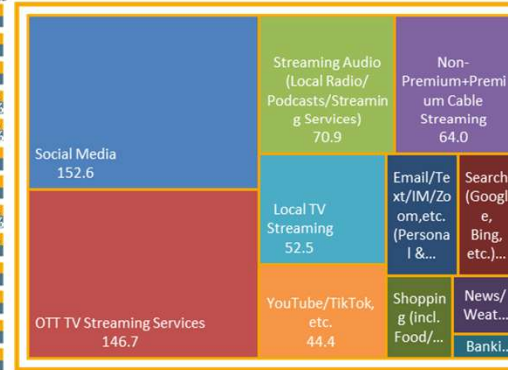 Social Media
152.6
OTT TV Streaming Services
146.7
Streaming Audio
(Local Radio/
Podcasts/Streamin
g Services)
70.9
Non-
Premium+Premi
um Cable
Streaming
64.0
Local TV
Streaming
52.5
YouTube/TikTok,
etc.
44.4
Email/Te
xt/IM/Zo
om,etc.
(Persona
l &...
Search
(Googl
e,
Bing,
etc.)...
Shoppin
g (incl.
Food/...
News/
Weat...
Banki...